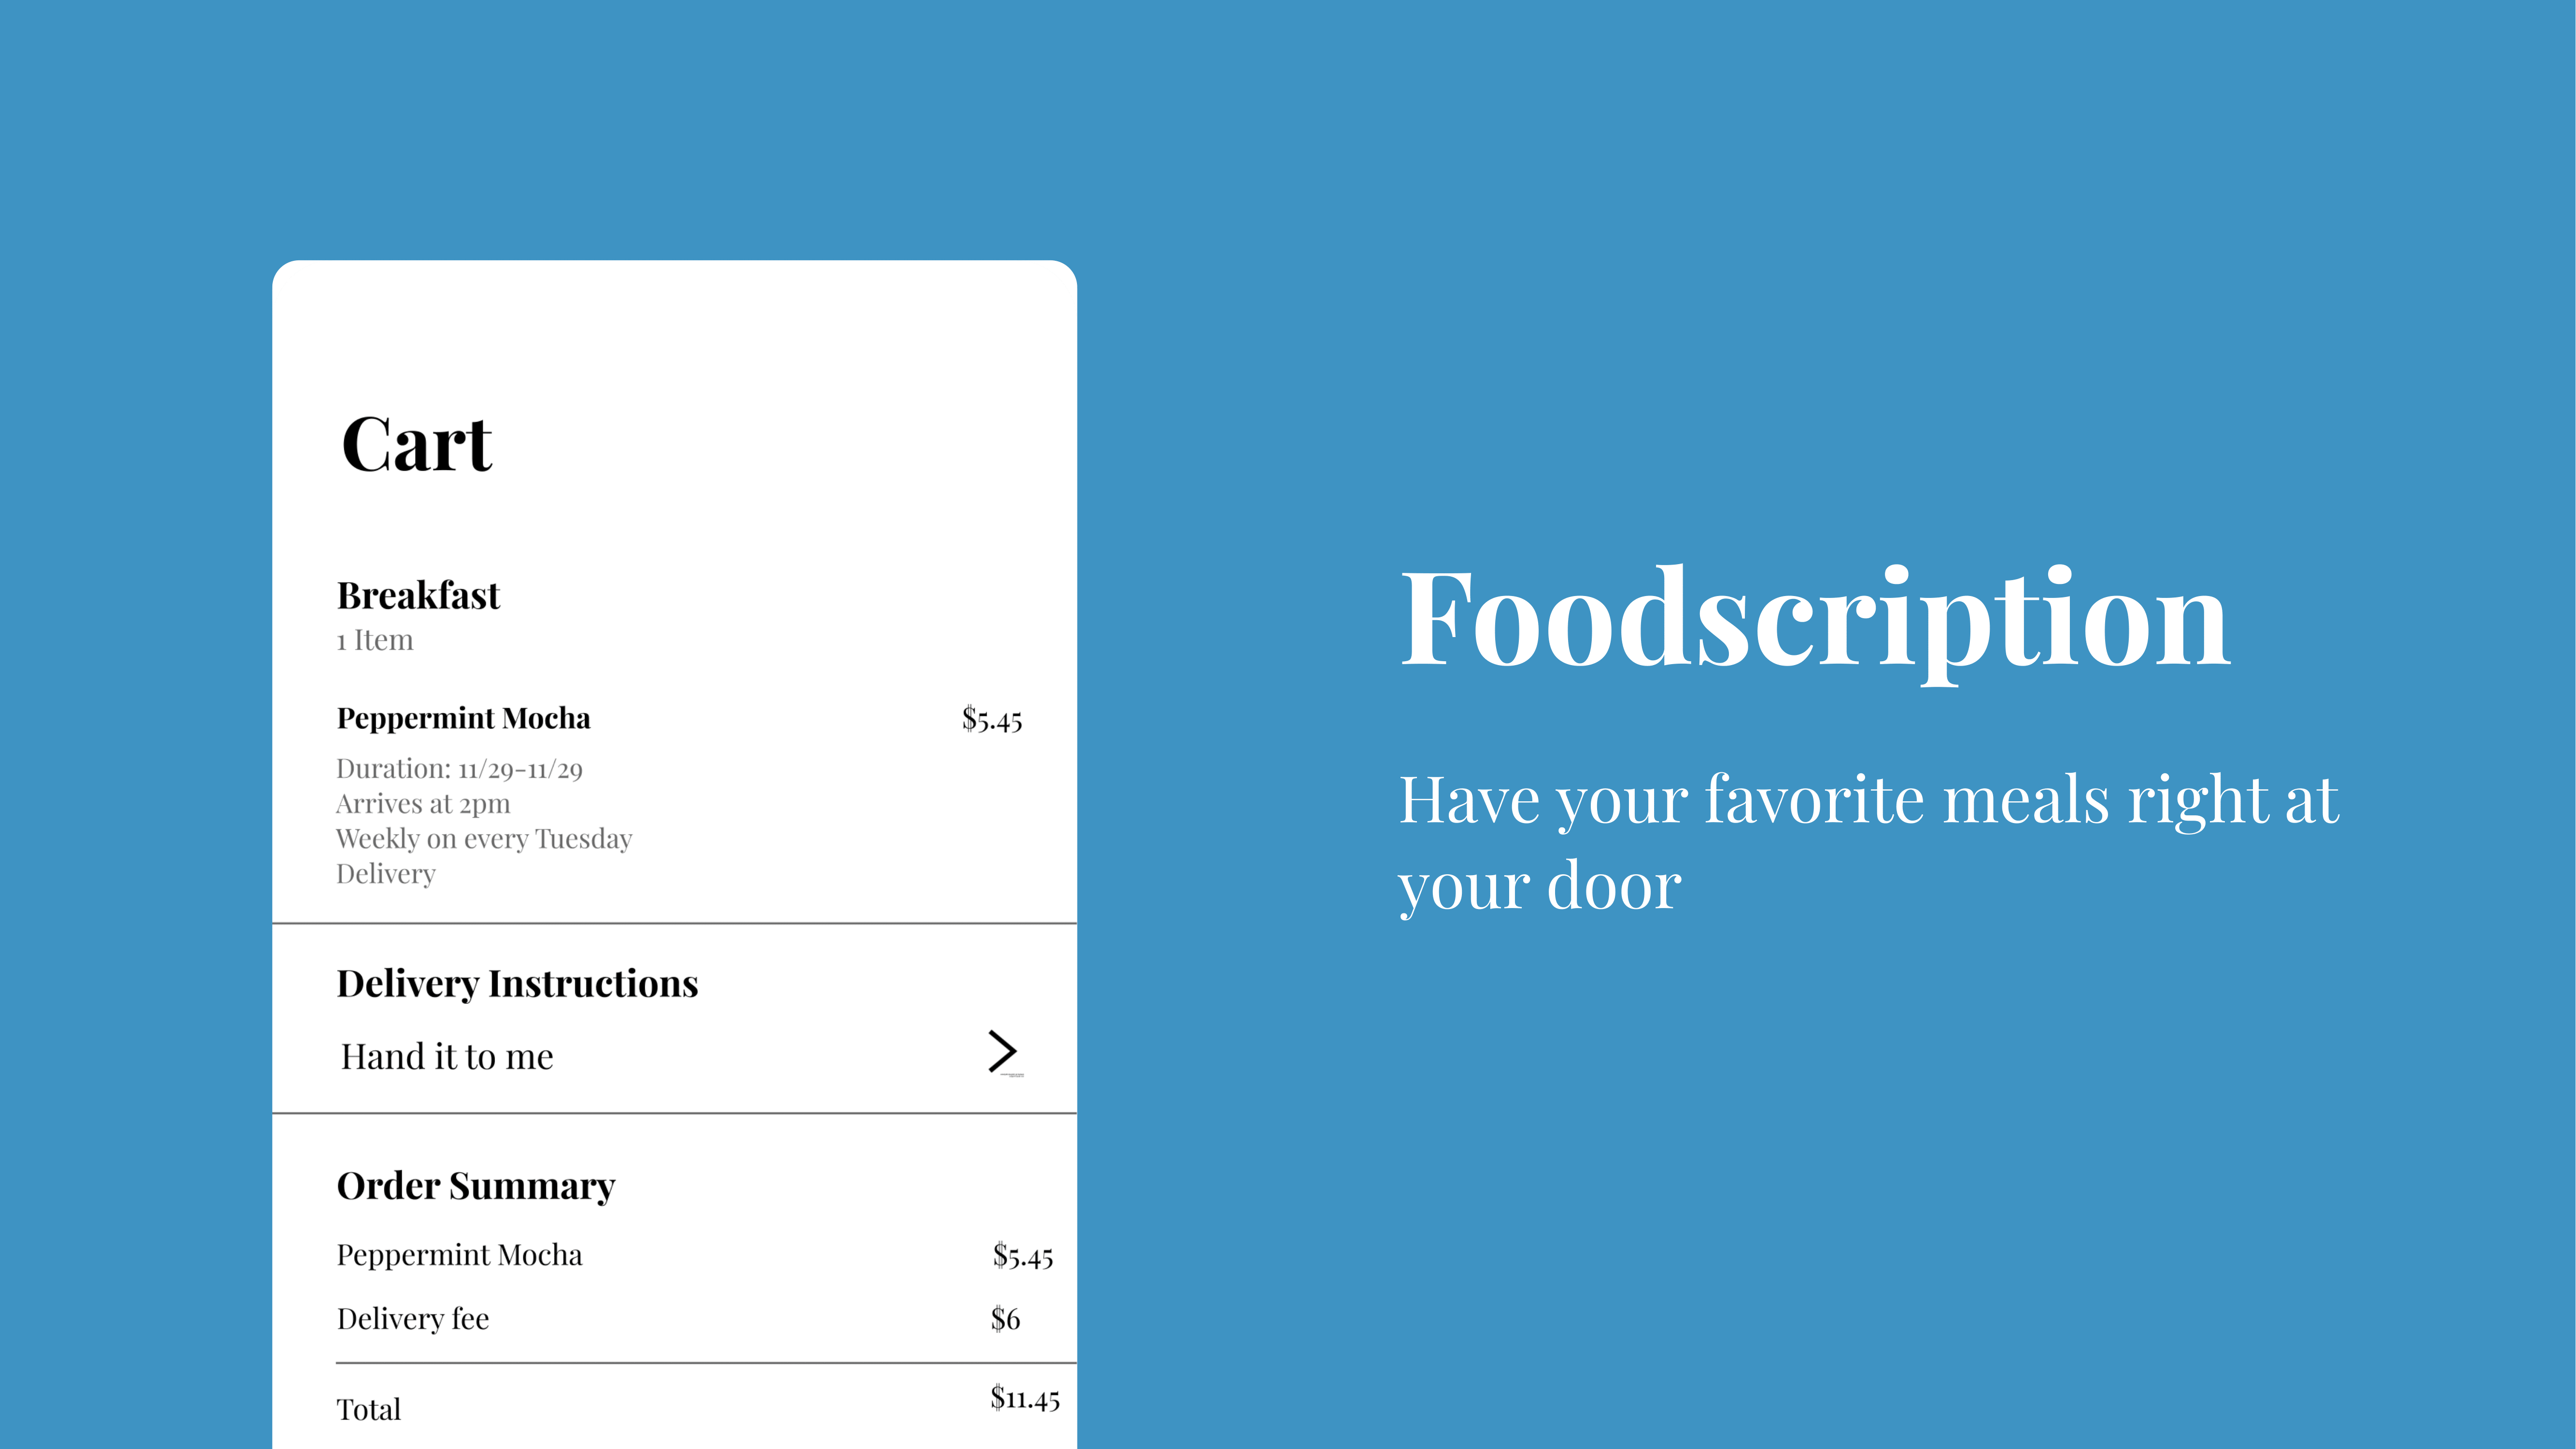 Cart
Breakfast
1 Item
Peppermint Mocha $5.45
Duration: 11/29-11/29
Arrives at 2pm
Weekly on every Tuesday
Delivery
Delivery Instructions
Hand it to me
Order Summary
Peppermint Mocha $5.45
Delivery fee $6
Total $11.45
Foodscription
Have your favorite meals right at
your door